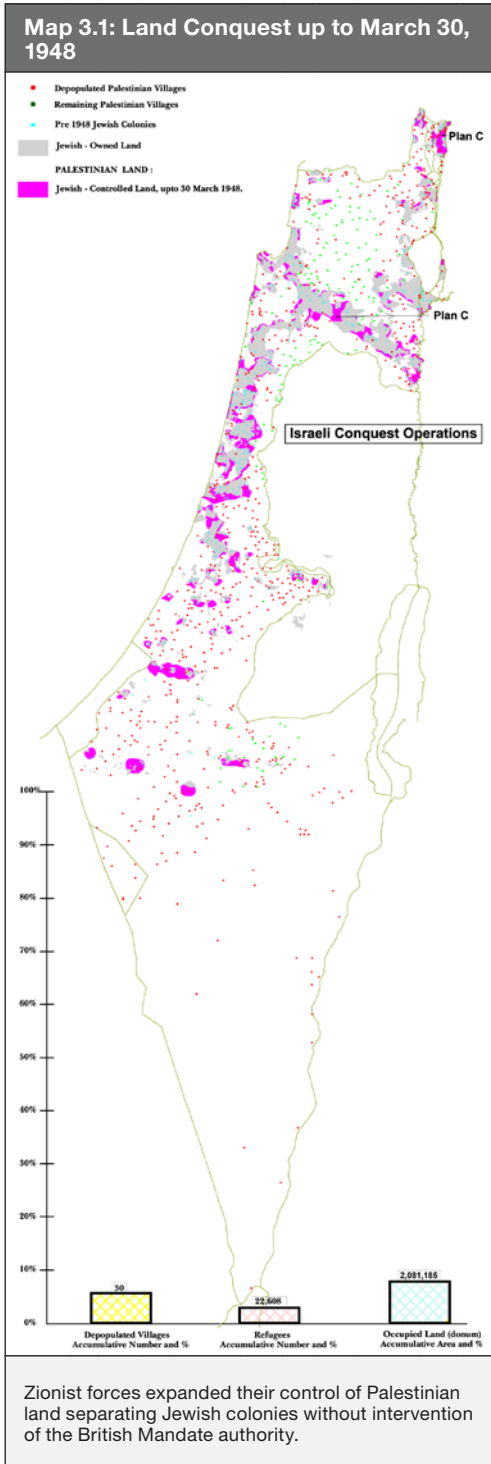 Map 3.1: Land Conquest up to March 30,
1948
Depopulated Palestinian Villages
Remaining Palestinian Villages
Pre 1948 Jewish Colonies
Jewish - Owned Land
PALESTINIAN LAND :
Jewish - Controlled Land, upto 30 March 1948.
Plan C
Plan C
Israeli Conquest Operations
100%
90%
80%
70%
60%
50%
40%
30%
20%
10%
0%
30
22,608
2,081,185
Depopulated Villages
Accumulative Number and %
Refugees
Accumulative Number and %
Occupied Land (donum)
Accumulative Area and %
Zionist forces expanded their control of Palestinian
land separating Jewish colonies without intervention
of the British Mandate authority.